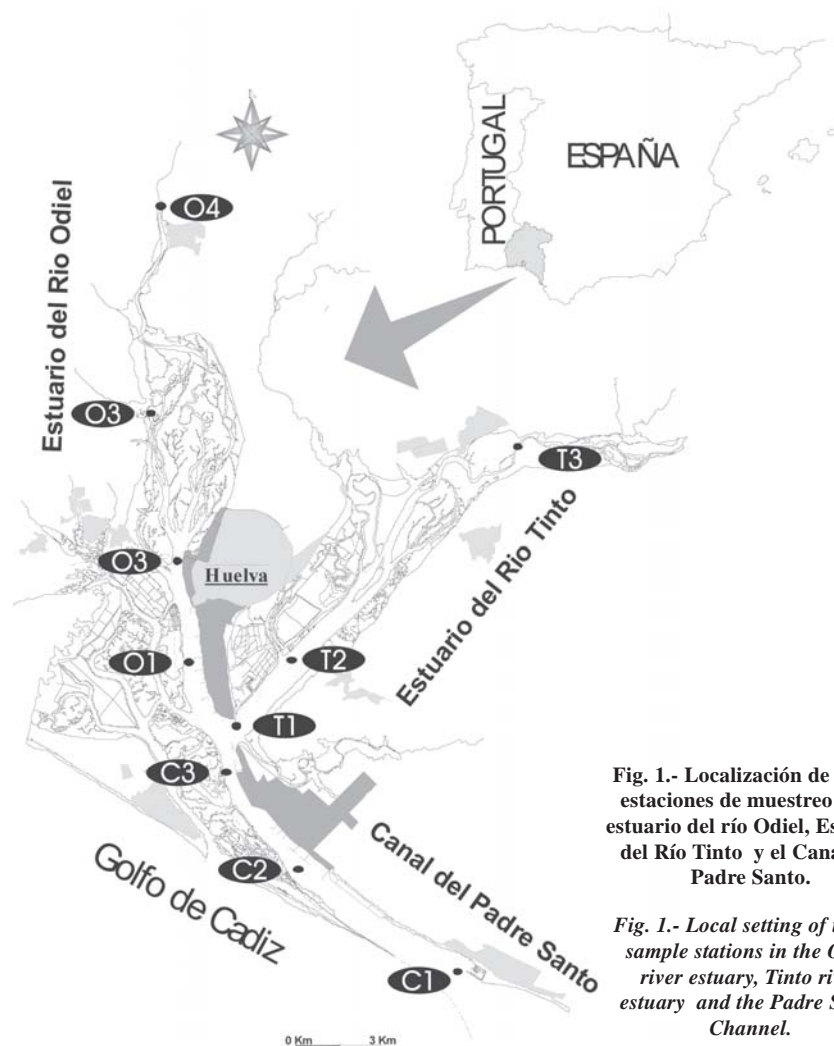 PORTUGAL
ESPAÑA
O4
Estuario del Rio Odiel
O3
T3
O3
Huelva
Estuario del Rio Tinto
O1
T2
T1
C3
Canal del Padre Santo
C2
Golfo de Cadiz
C1
0 Km 3 Km
Fig. 1.- Localización de
estaciones de muestreo
estuario del río Odiel,
del Río Tinto y el
Padre Santo.
Fig. 1.- Local setting of
sample stations in the
river estuary, Tinto
estuary and the Padre
Channel.